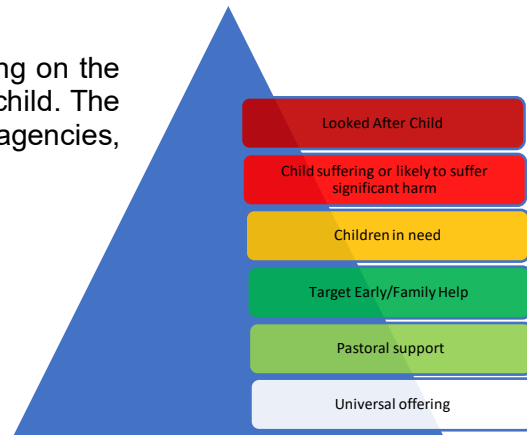 ng on the
child. The
agencies,
Looked After Child
Child suffering or likely to suffer
significant harm
Children in need
Target Early/Family Help
Pastoral support
Universal offering